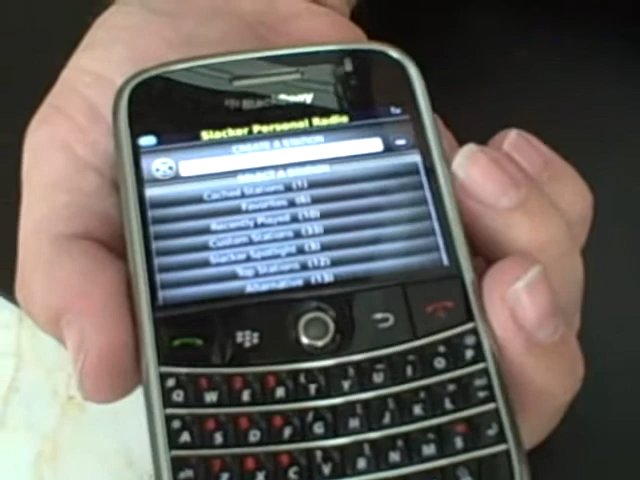 BlackBerry
Slacker Personal Radio
CREATE A STATION
SELECT A STATION
Cached Stations (1)
Favorites (6)
Recently Played (10)
Custom Stations (33)
Slacker Spotlight (3)
Top Stations (12)
Alternative (13)
Q W E R T Y U I O P
A S D F G H J K L
Z X C V B N M $